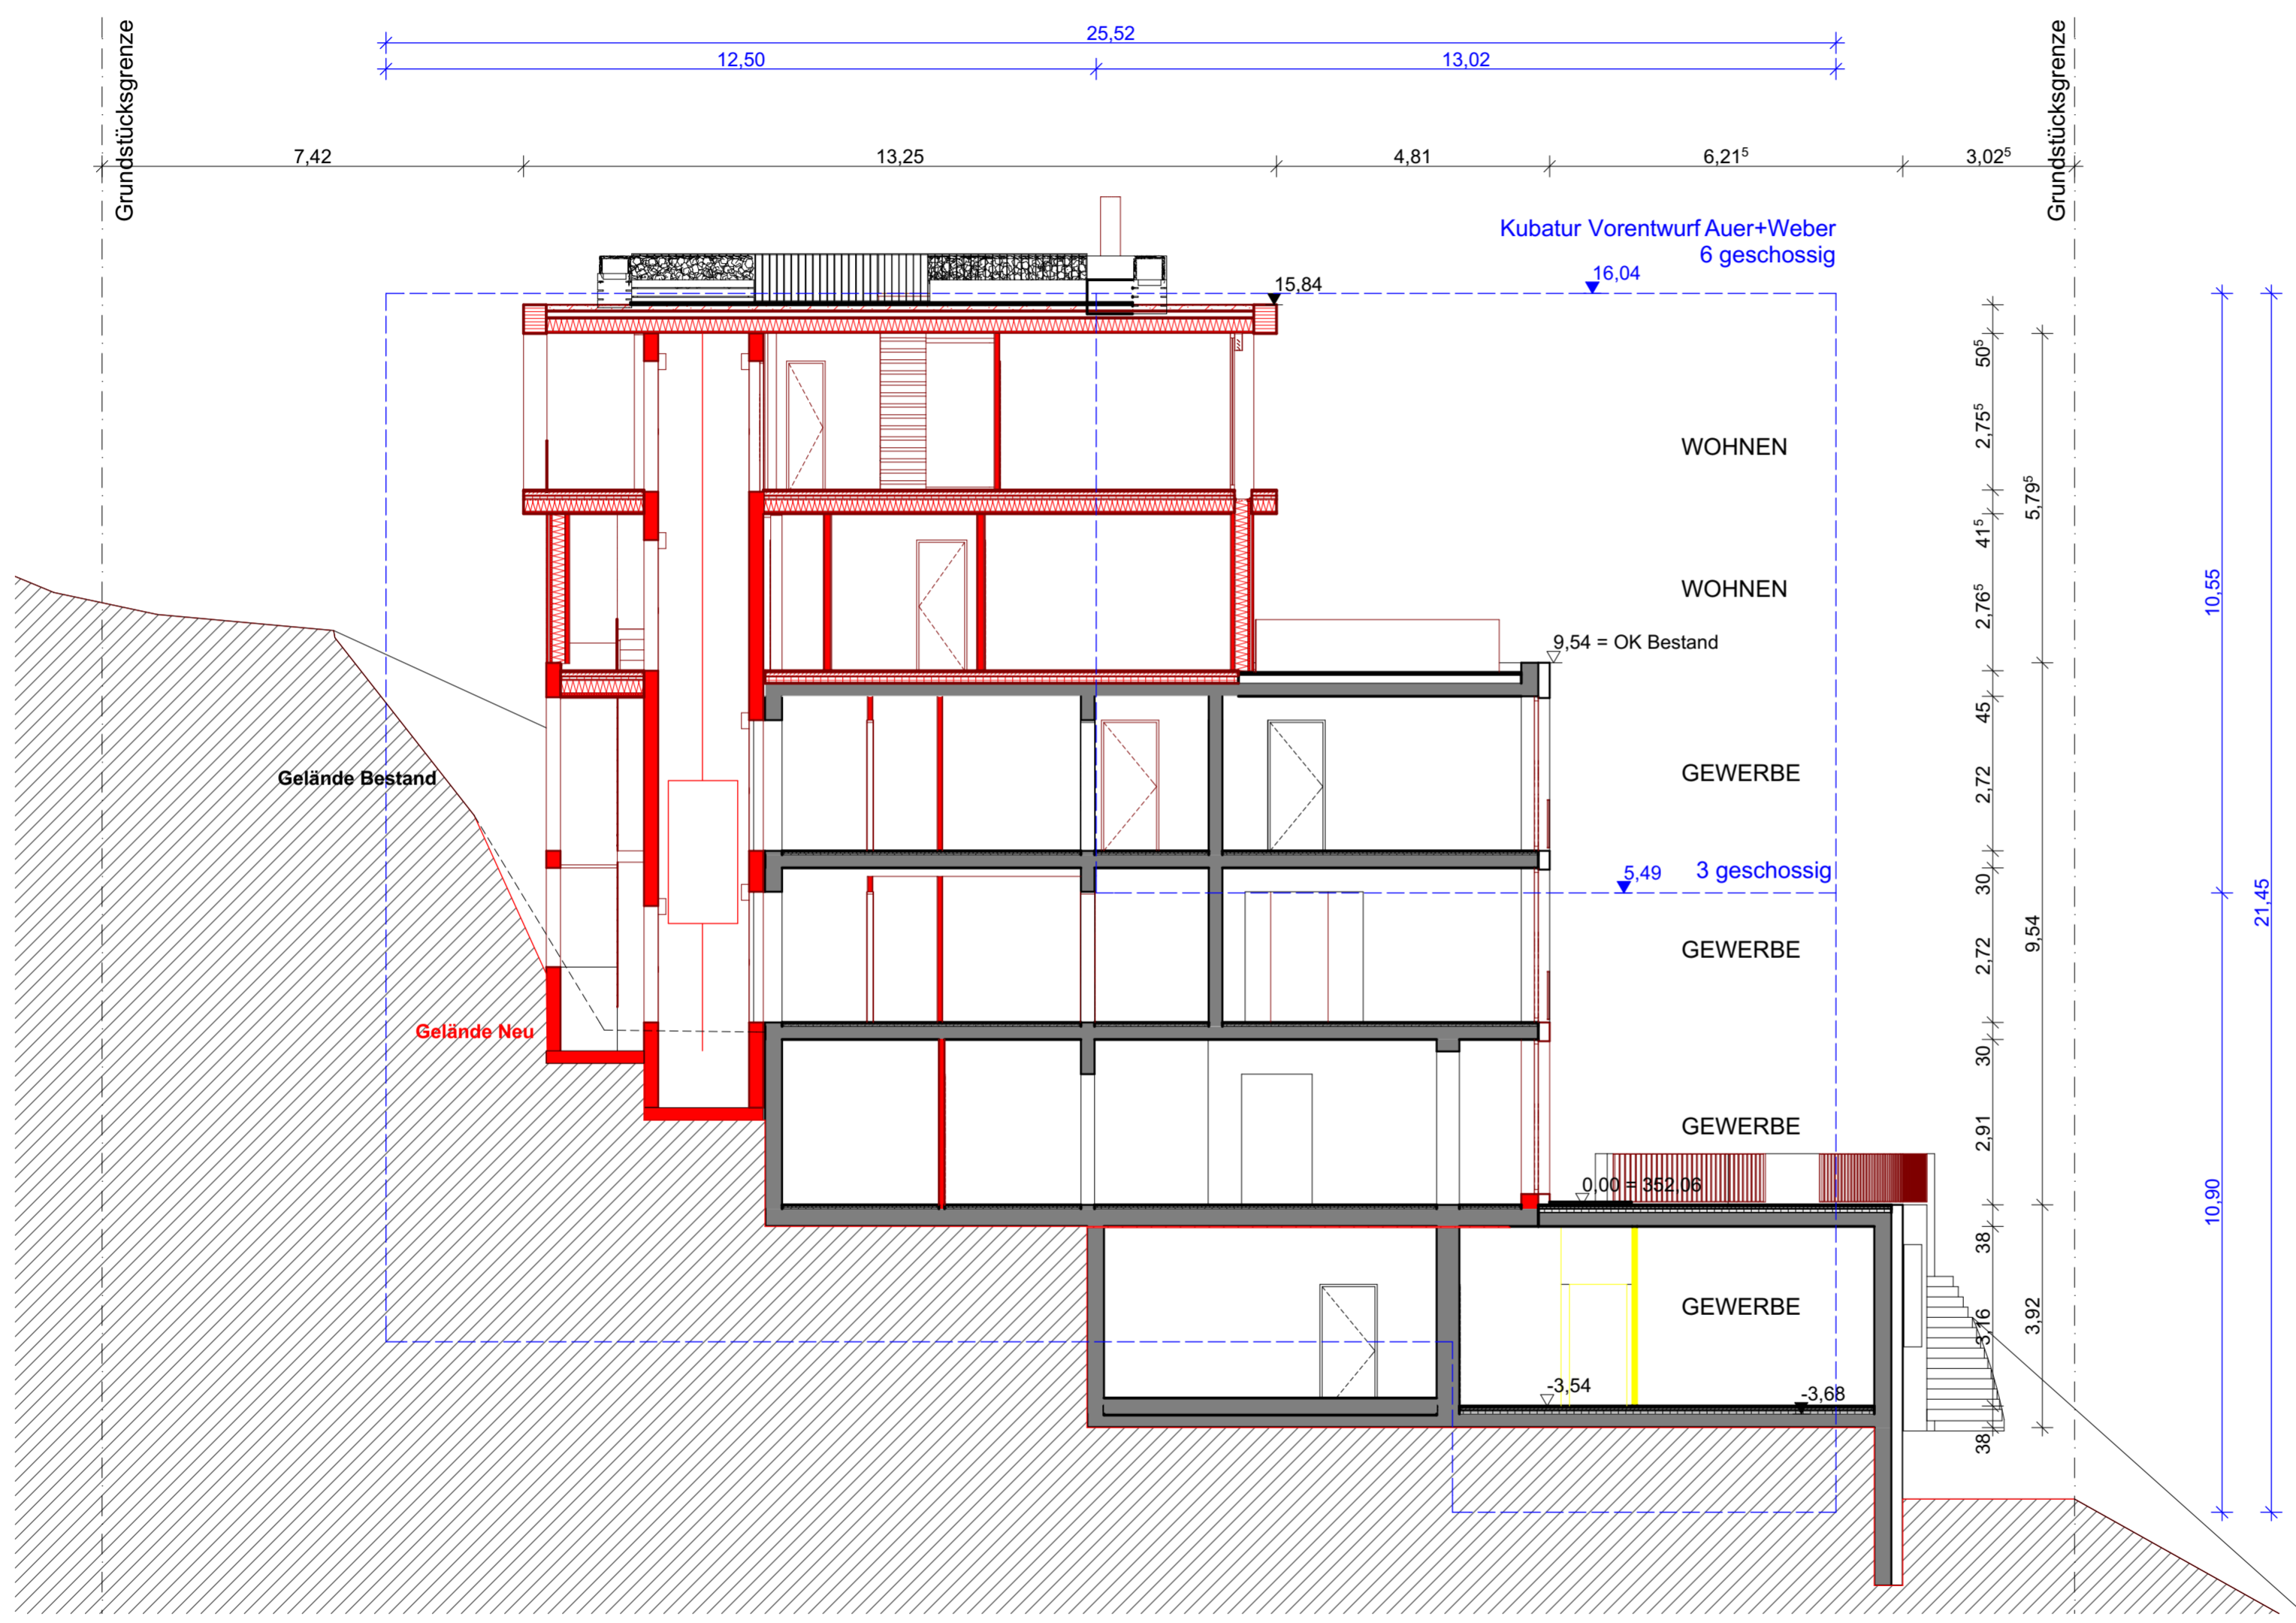 25,52
12,50
13,02
Grundstücksgrenze
Grundstücksgrenze
7,42
13,25
4,81
6,21⁵
3,02⁵
Kubatur Vorentwurf Auer+Weber
6 geschossig
16,04
15,84
50⁵
2,75⁵
WOHNEN
5,79⁵
41⁵
WOHNEN
2,76⁵
10,55
9,54 = OK Bestand
45
Gelände Bestand
GEWERBE
2,72
5,49
3 geschossig
30
21,45
9,54
GEWERBE
2,72
Gelände Neu
30
GEWERBE
2,91
0,00 = 352,06
10,90
38
GEWERBE
3,16
3,92
-3,54
-3,68
38